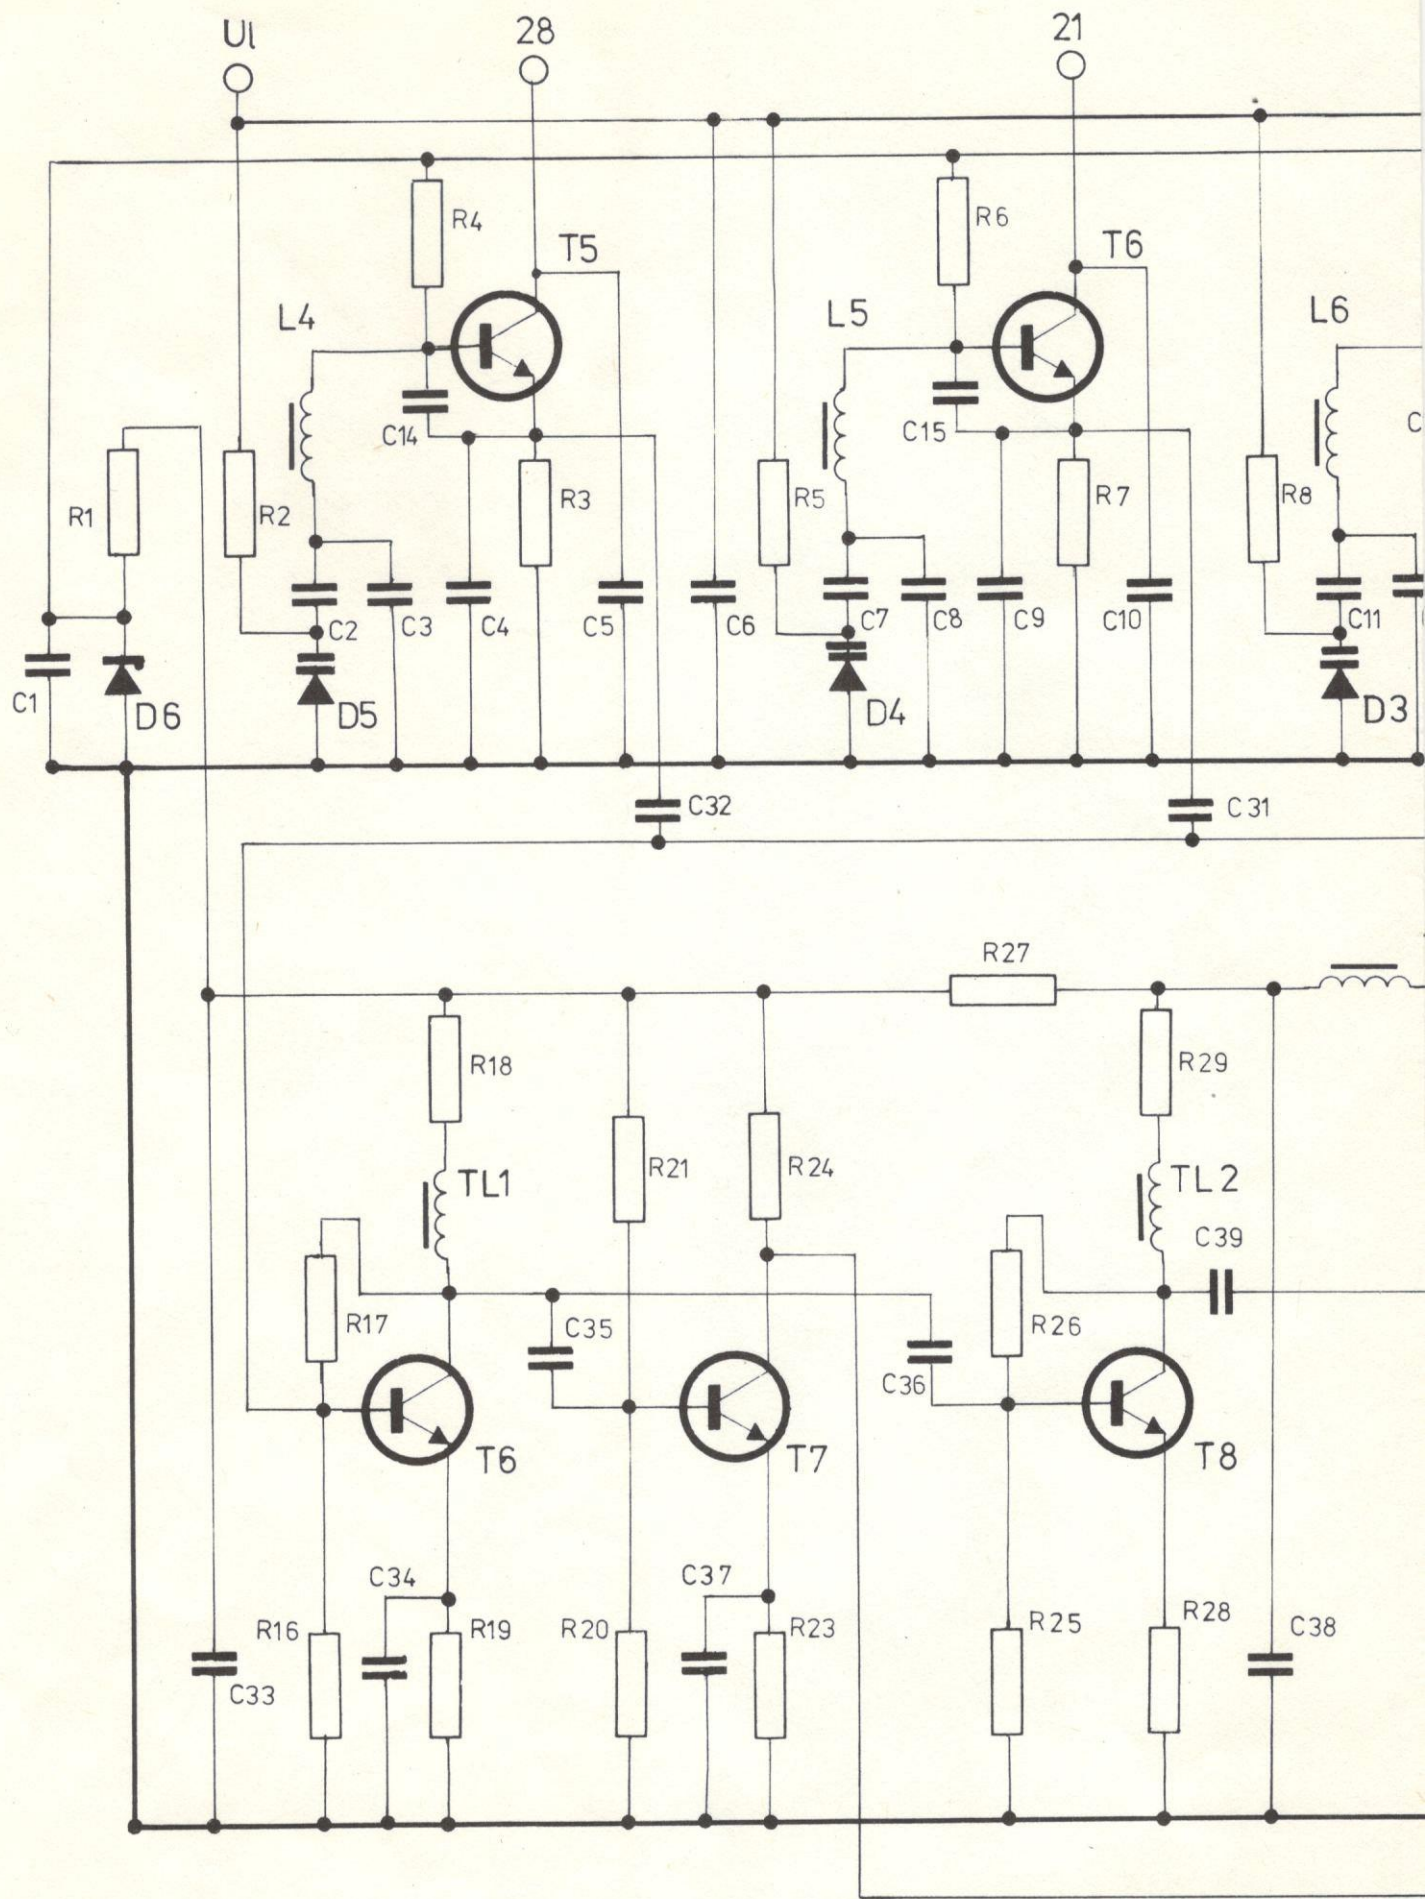 Ul 28 21
R4 T5 R6 T6
L4 L5 L6
C14 C15 C
R1 R2 R3 R5 R7 R8
C2 C3 C4 C5 C6 C7 C8 C9 C10 C11
C1 D6 D5 D4 D3
C32 C31
R27
R18 R29
TL1 R21 R24 TL2
C39
R17 C35 R26
C36
T6 T7 T8
C34 C37
R16 R19 R20 R23 R25 R28 C38
C33